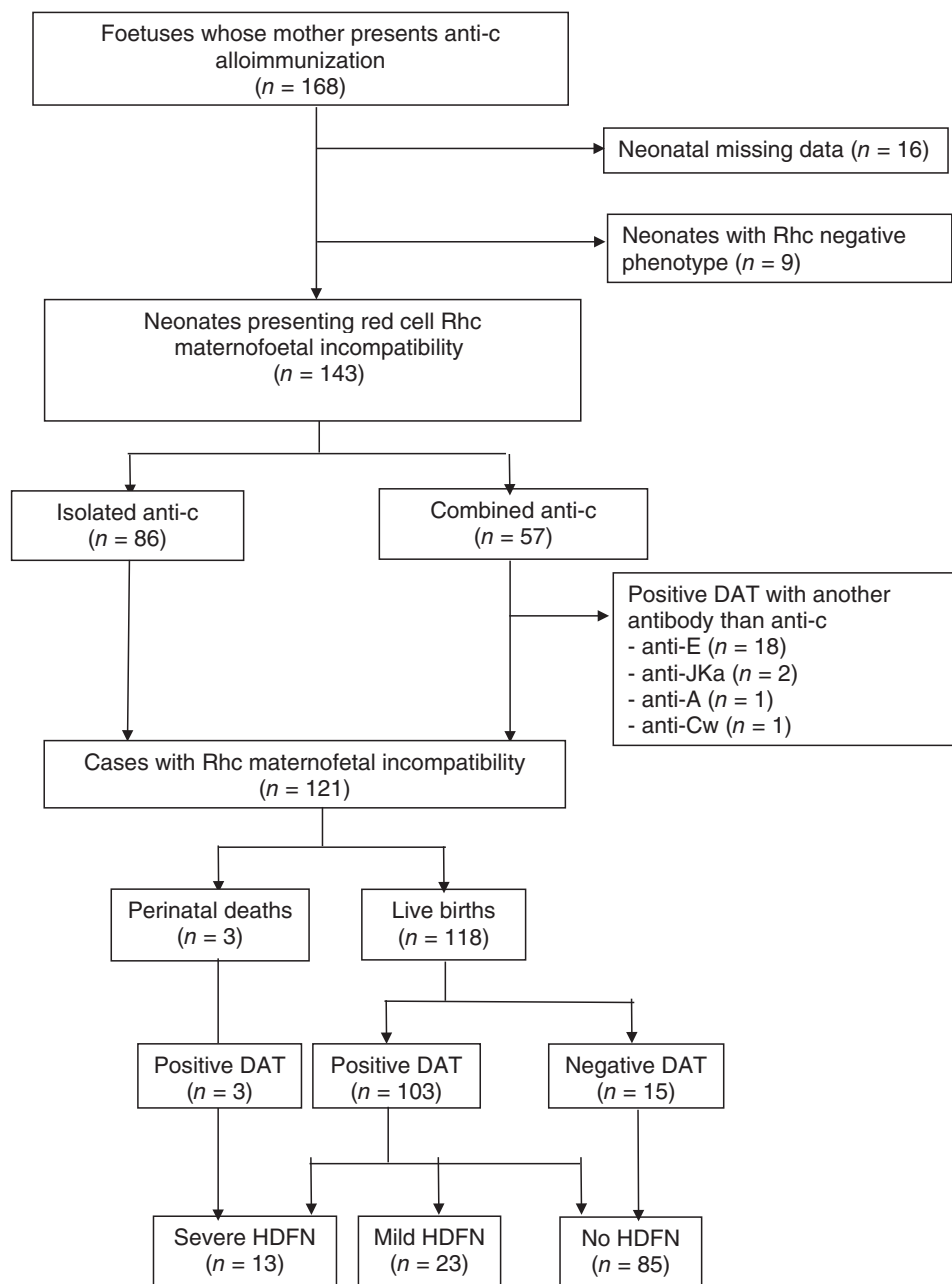 Foetuses whose mother presents anti-c
alloimmunization
(n = 168)
Neonatal missing data (n = 16)
Neonates with Rhc negative
phenotype (n = 9)
Neonates presenting red cell Rhc
maternofoetal incompatibility
(n = 143)
Isolated anti-c
(n = 86)
Combined anti-c
(n = 57)
Positive DAT with another
antibody than anti-c
- anti-E (n = 18)
- anti-JKa (n = 2)
- anti-A (n = 1)
- anti-Cw (n = 1)
Cases with Rhc maternofetal incompatibility
(n = 121)
Perinatal deaths
(n = 3)
Live births
(n = 118)
Positive DAT
(n = 3)
Positive DAT
(n = 103)
Negative DAT
(n = 15)
Severe HDFN
(n = 13)
Mild HDFN
(n = 23)
No HDFN
(n = 85)